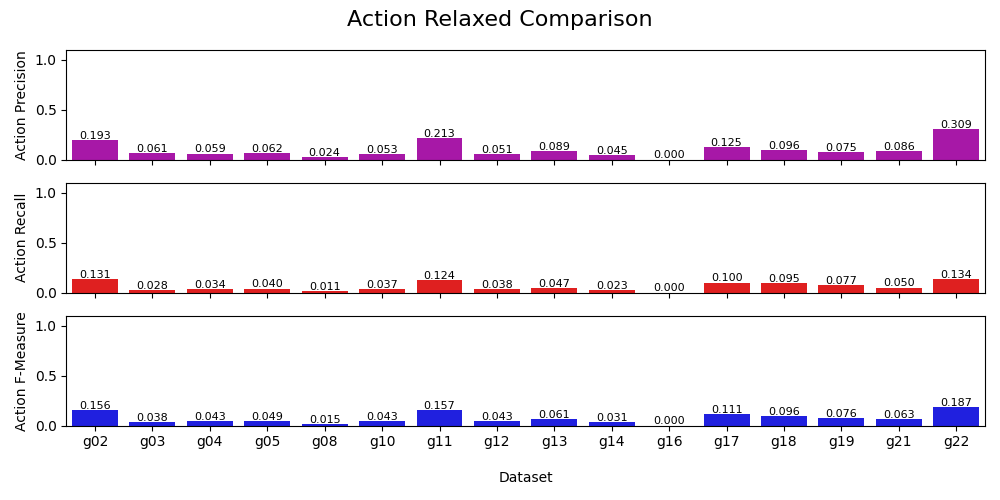 Action Relaxed Comparison
Action Precision
1.0
0.5
0.0
0.193 0.061 0.059 0.062 0.024 0.053 0.213 0.051 0.089 0.045 0.000 0.125 0.096 0.075 0.086 0.309
Action Recall
1.0
0.5
0.0
0.131 0.028 0.034 0.040 0.011 0.037 0.124 0.038 0.047 0.023 0.000 0.100 0.095 0.077 0.050 0.134
Action F-Measure
1.0
0.5
0.0
0.156 0.038 0.043 0.049 0.015 0.043 0.157 0.043 0.061 0.031 0.000 0.111 0.096 0.076 0.063 0.187
g02 g03 g04 g05 g08 g10 g11 g12 g13 g14 g16 g17 g18 g19 g21 g22
Dataset